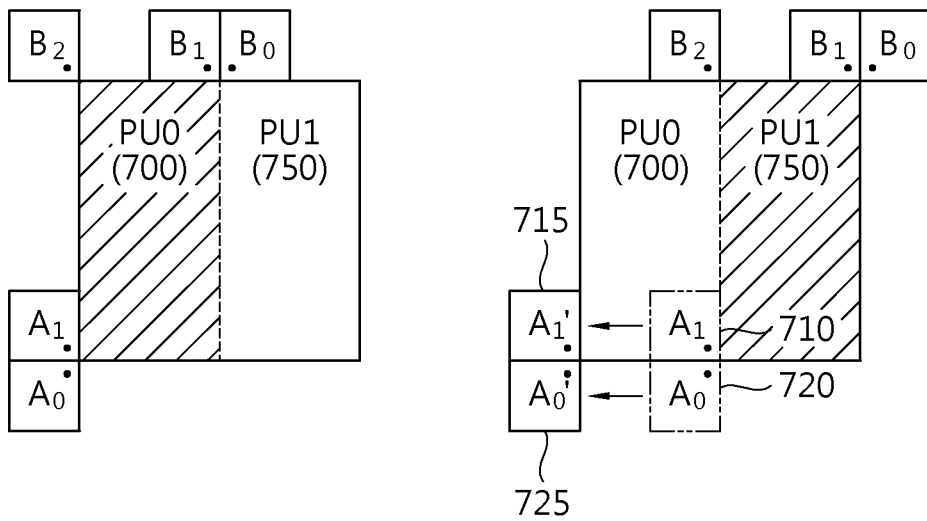 B2 B1 B0
PU0
(700)
PU1
(750)
A1
A0
B2 B1 B0
PU0
(700)
PU1
(750)
715
A1' A1
710
A0' A0
720
725